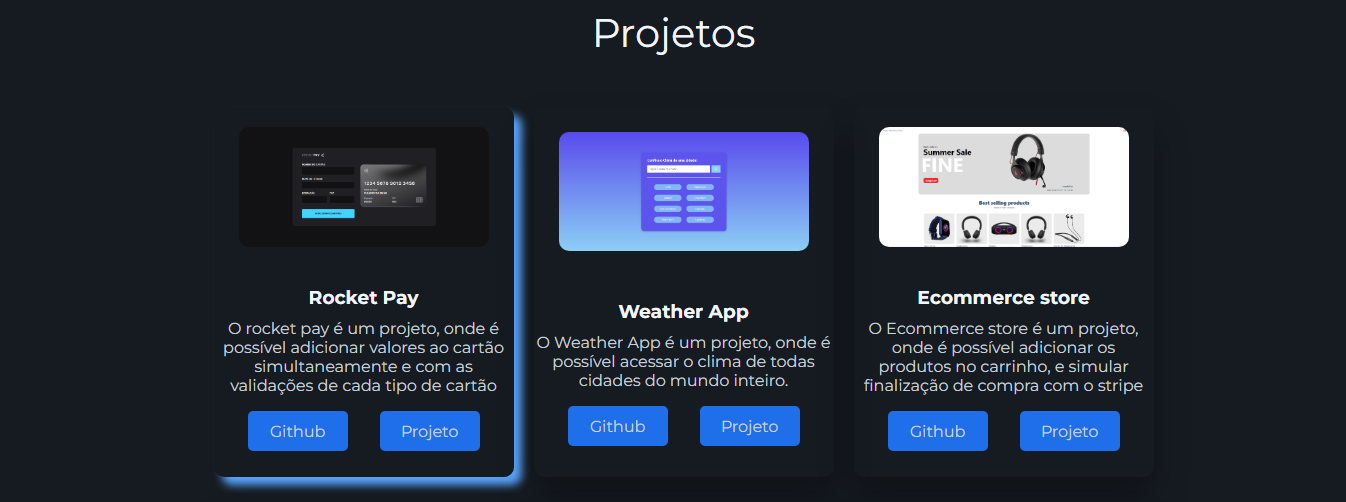 Projetos
1234 5678 9012 3456
Summer Sale
FINE
Best selling products
Rocket Pay
O rocket pay é um projeto, onde é
possível adicionar valores ao cartão
simultaneamente e com as
validações de cada tipo de cartão
Github
Projeto
Weather App
O Weather App é um projeto, onde é
possível acessar o clima de todas
cidades do mundo inteiro.
Github
Projeto
Ecommerce store
O Ecommerce store é um projeto,
onde é possível adicionar os
produtos no carrinho, e simular
finalização de compra com o stripe
Github
Projeto